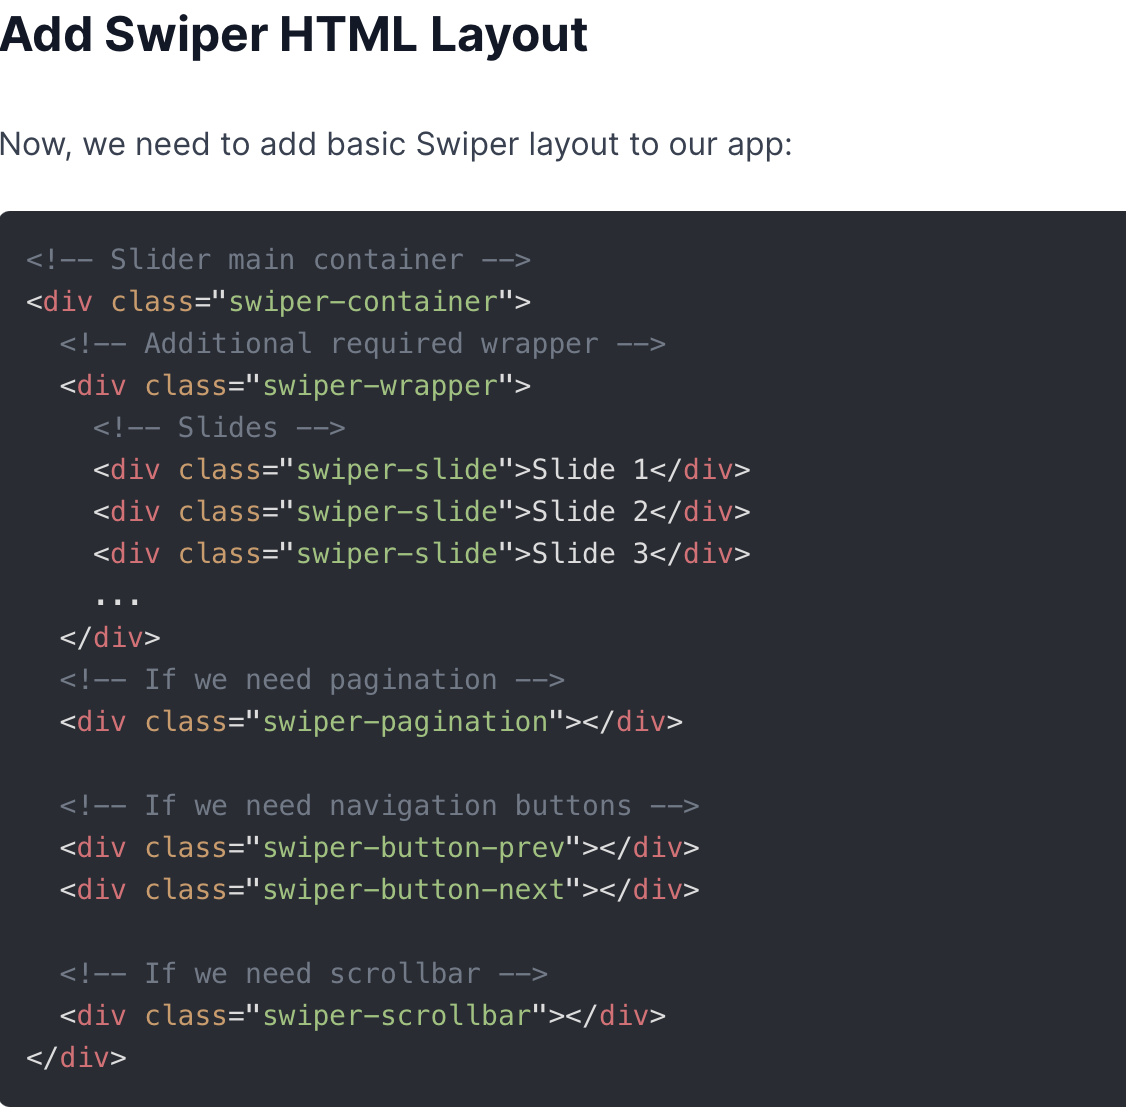 Add Swiper HTML Layout
Now, we need to add basic Swiper layout to our app:
<!-- Slider main container -->
<div class="swiper-container">
  <!-- Additional required wrapper -->
  <div class="swiper-wrapper">
    <!-- Slides -->
    <div class="swiper-slide">Slide 1</div>
    <div class="swiper-slide">Slide 2</div>
    <div class="swiper-slide">Slide 3</div>
    ...
  </div>
  <!-- If we need pagination -->
  <div class="swiper-pagination"></div>

  <!-- If we need navigation buttons -->
  <div class="swiper-button-prev"></div>
  <div class="swiper-button-next"></div>

  <!-- If we need scrollbar -->
  <div class="swiper-scrollbar"></div>
</div>